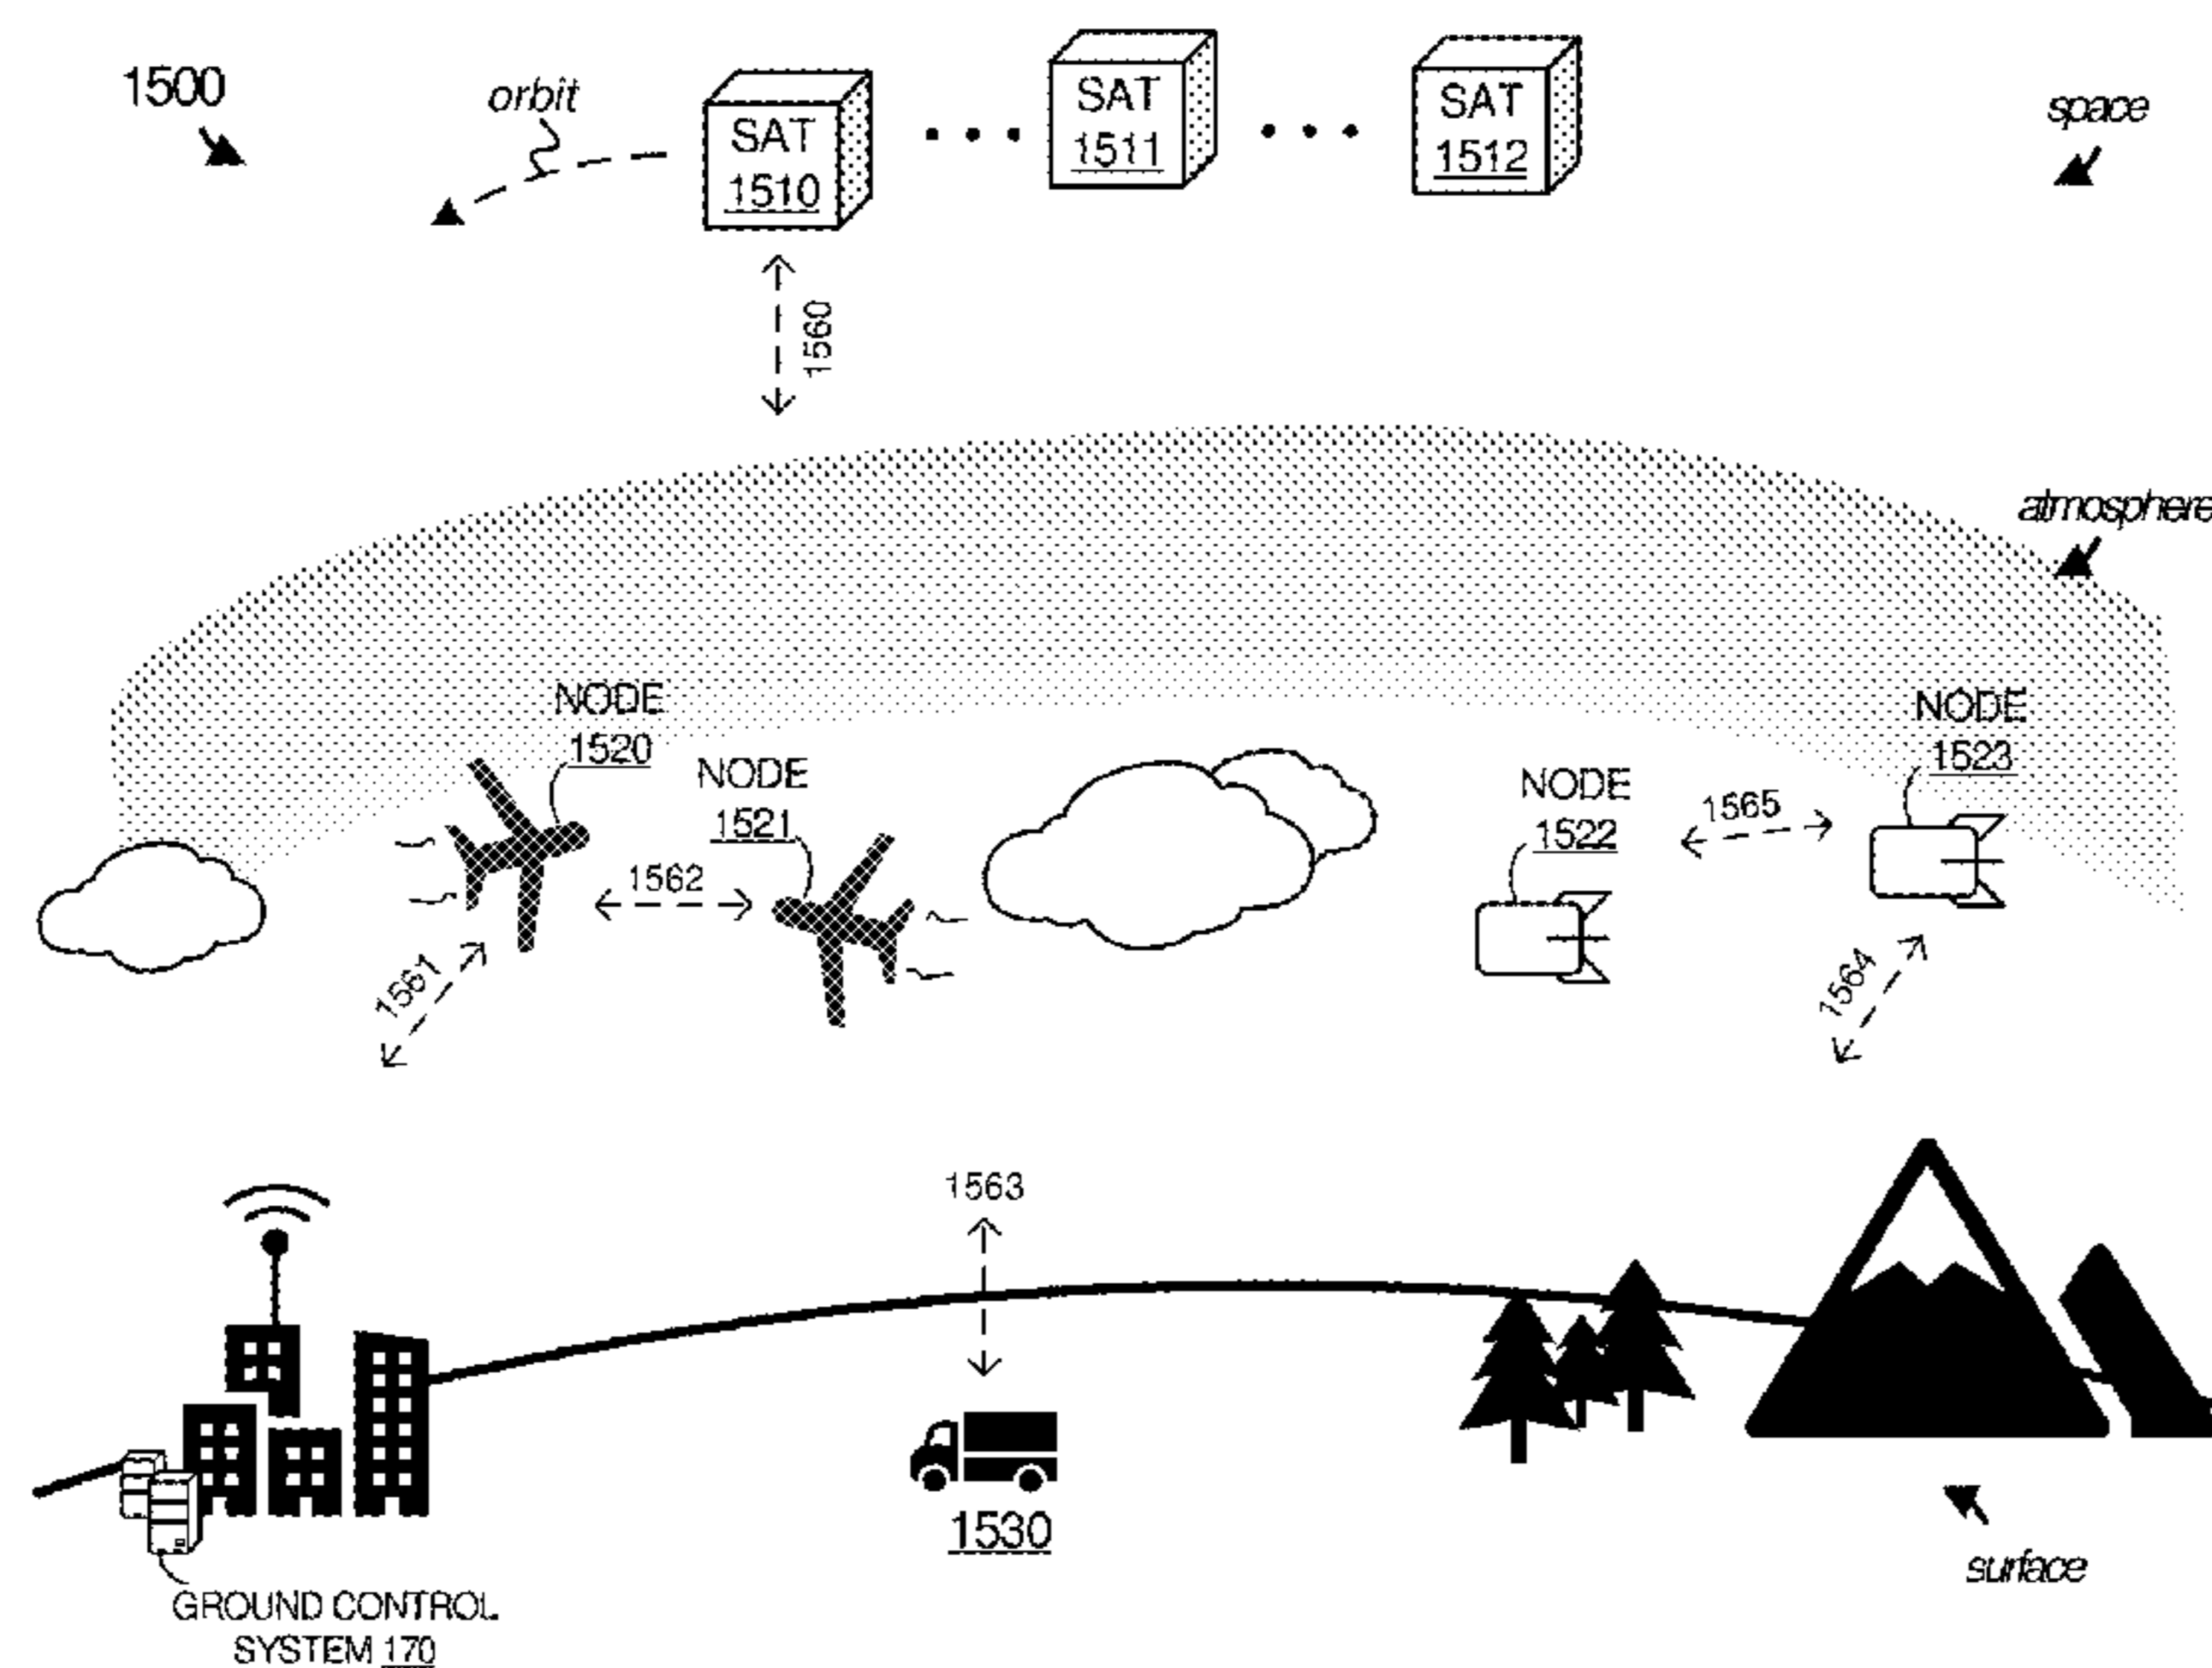 1500
orbit
SAT
1510
SAT
1511
SAT
1512
space
1560
atmosphere
NODE
1520
NODE
1521
NODE
1522
NODE
1523
1565
1562
1561
1564
1563
1530
surface
GROUND CONTROL
SYSTEM 170